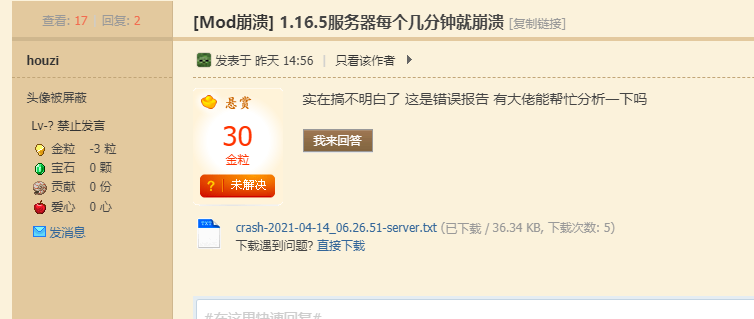 查看: 17 回复: 2
[Mod崩溃] 1.16.5服务器每个几分钟就崩溃 [复制链接]
houzi
发表于 昨天 14:56 | 只看该作者
头像被屏蔽
Lv-? 禁止发言
金粒 -3 粒
宝石 0 颗
贡献 0 份
爱心 0 心
发消息
悬赏
30
金粒
? 未解决
实在搞不明白了 这是错误报告 有大佬能帮忙分析一下吗
我来回答
TXT
crash-2021-04-14_06.26.51-server.txt (已下载 / 36.34 KB, 下载次数: 5)
下载遇到问题? 直接下载
#在这里快速回复#